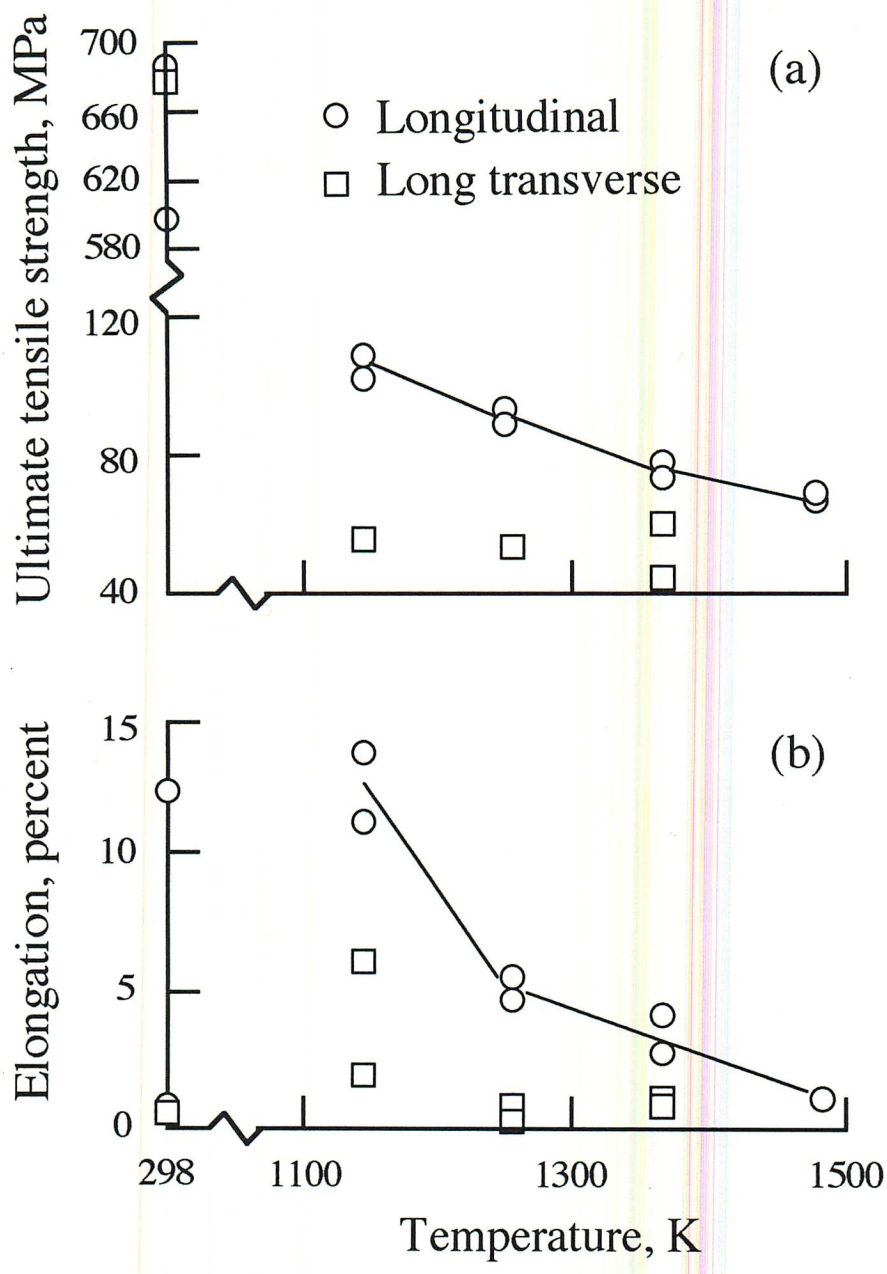 Ultimate tensile strength, MPa
700
660
620
580
120
80
40
(a)
Longitudinal
Long transverse
Elongation, percent
15
10
5
0
(b)
298
1100
1300
1500
Temperature, K